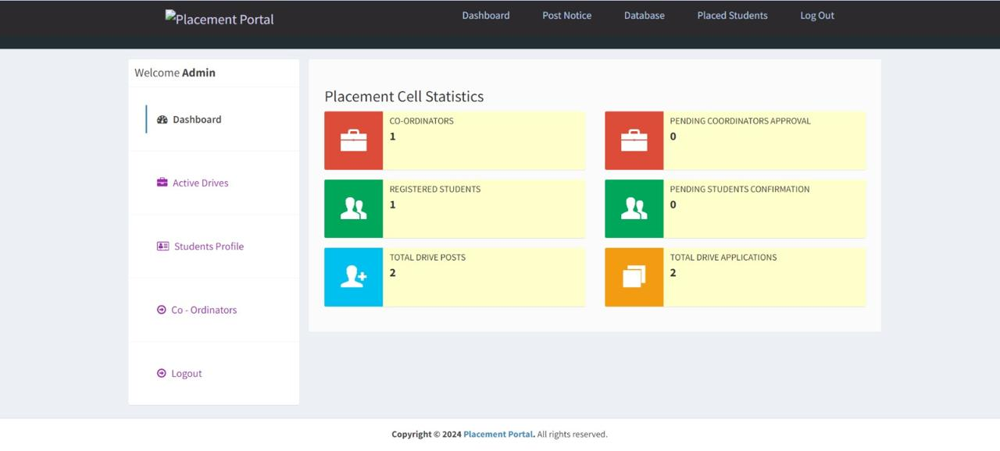 Placement Portal
Dashboard Post Notice Database Placed Students Log Out
Welcome Admin
Dashboard
Active Drives
Students Profile
Co - Ordinators
Logout
Placement Cell Statistics
CO-ORDINATORS
1
PENDING COORDINATORS APPROVAL
0
REGISTERED STUDENTS
1
PENDING STUDENTS CONFIRMATION
0
TOTAL DRIVE POSTS
2
TOTAL DRIVE APPLICATIONS
2
Copyright © 2024 Placement Portal. All rights reserved.